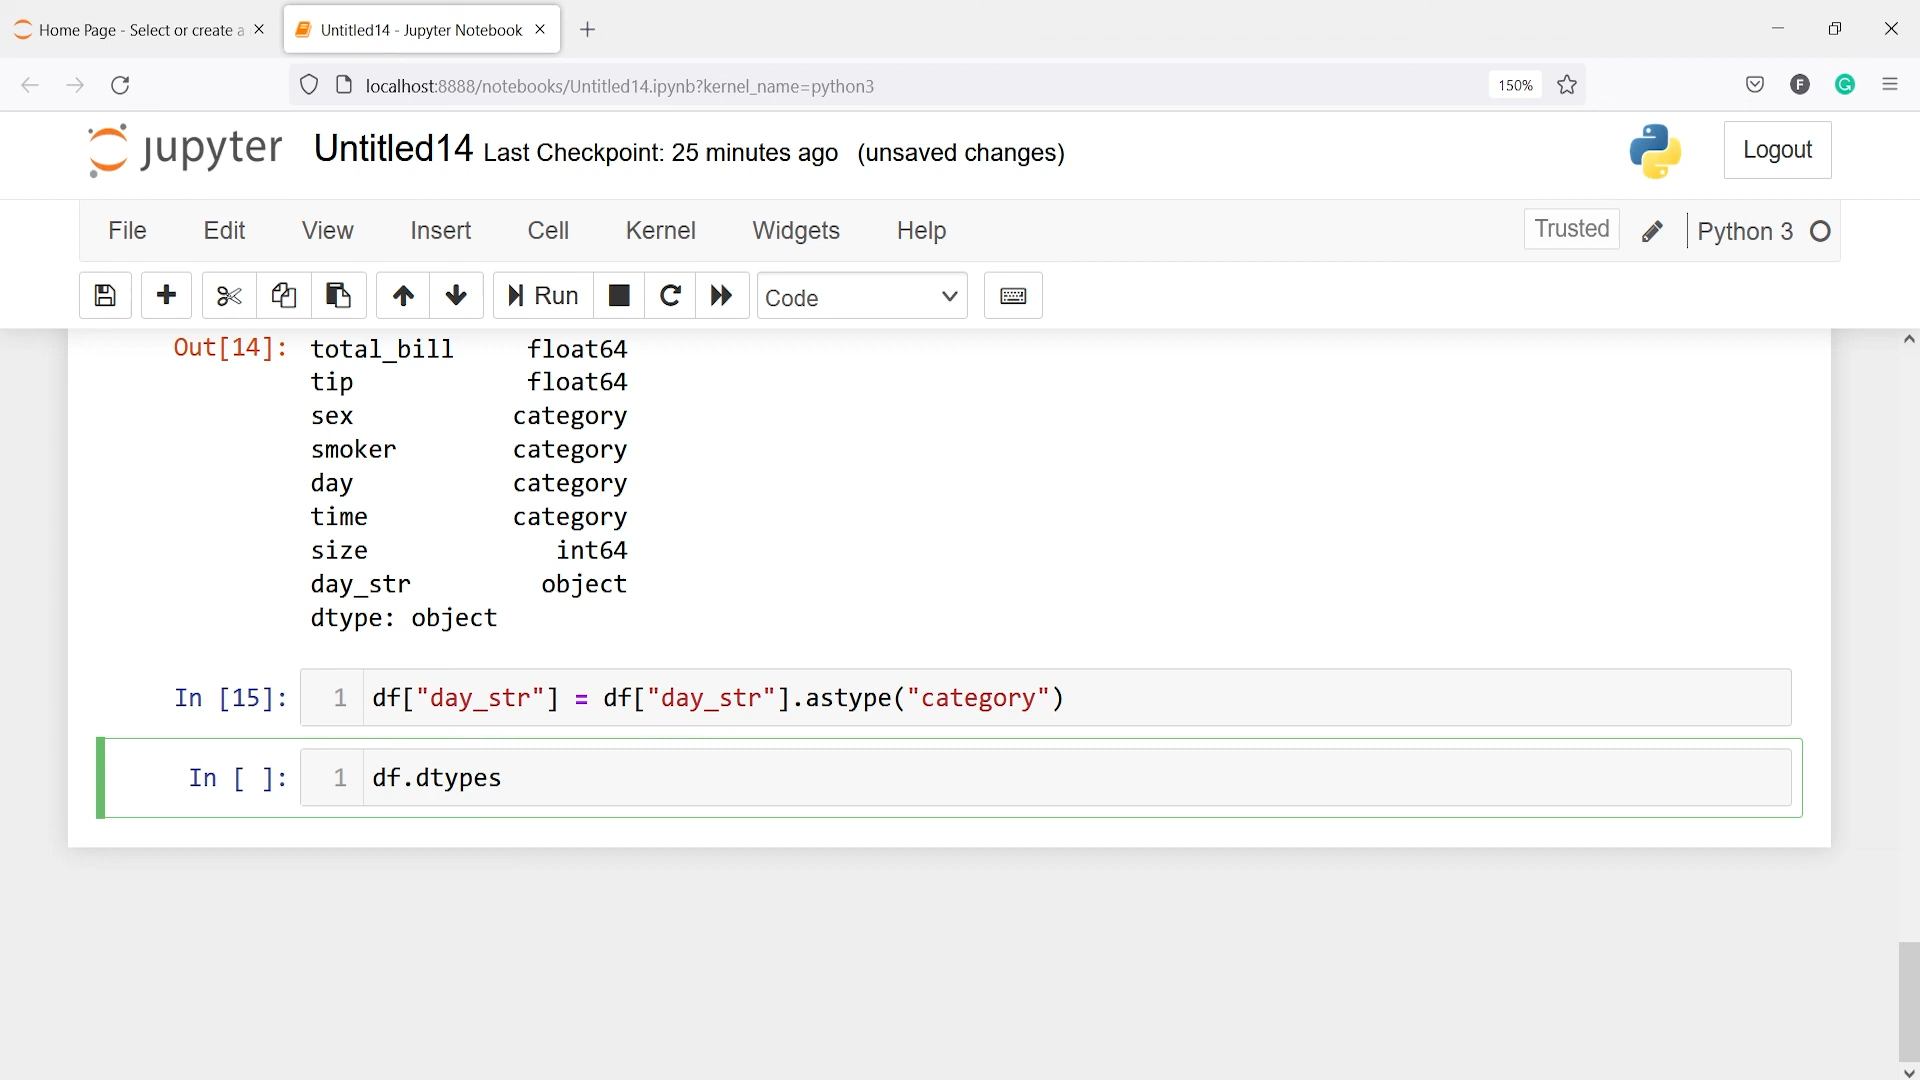 Home Page - Select or create a
Untitled14 - Jupyter Notebook
localhost:8888/notebooks/Untitled14.ipynb?kernel_name=python3
150%
F
G
jupyter
Untitled14 Last Checkpoint: 25 minutes ago (unsaved changes)
Logout
File Edit View Insert Cell Kernel Widgets Help
Trusted
Python 3
Run
Code
Out[14]: total_bill float64
tip float64
sex category
smoker category
day category
time category
size int64
day_str object
dtype: object
In [15]: 1 df["day_str"] = df["day_str"].astype("category")
In [ ]: 1 df.dtypes